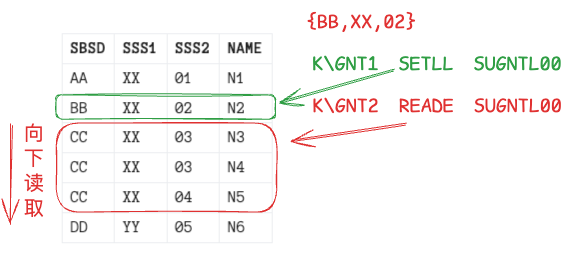 {BB,XX,02}
SBSD SSS1 SSS2 NAME
AA XX 01 N1
BB XX 02 N2
CC XX 03 N3
CC XX 03 N4
CC XX 04 N5
DD YY 05 N6
K\GNT1 SETLL SUGNTL00
K\GNT2 READE SUGNTL00
向下读取